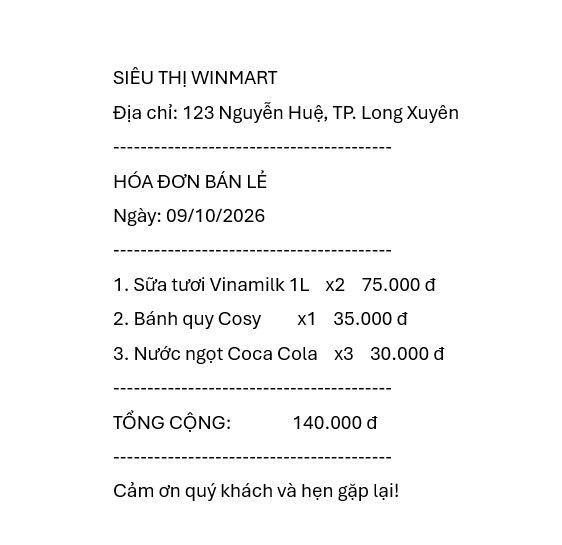 SIÊU THỊ WINMART
Địa chỉ: 123 Nguyễn Huệ, TP. Long Xuyên
-----------------------------------------
HÓA ĐƠN BÁN LẺ
Ngày: 09/10/2026
-----------------------------------------
1. Sữa tươi Vinamilk 1L x2 75.000 đ
2. Bánh quy Cosy x1 35.000 đ
3. Nước ngọt Coca Cola x3 30.000 đ
-----------------------------------------
TỔNG CỘNG: 140.000 đ
-----------------------------------------
Cảm ơn quý khách và hẹn gặp lại!